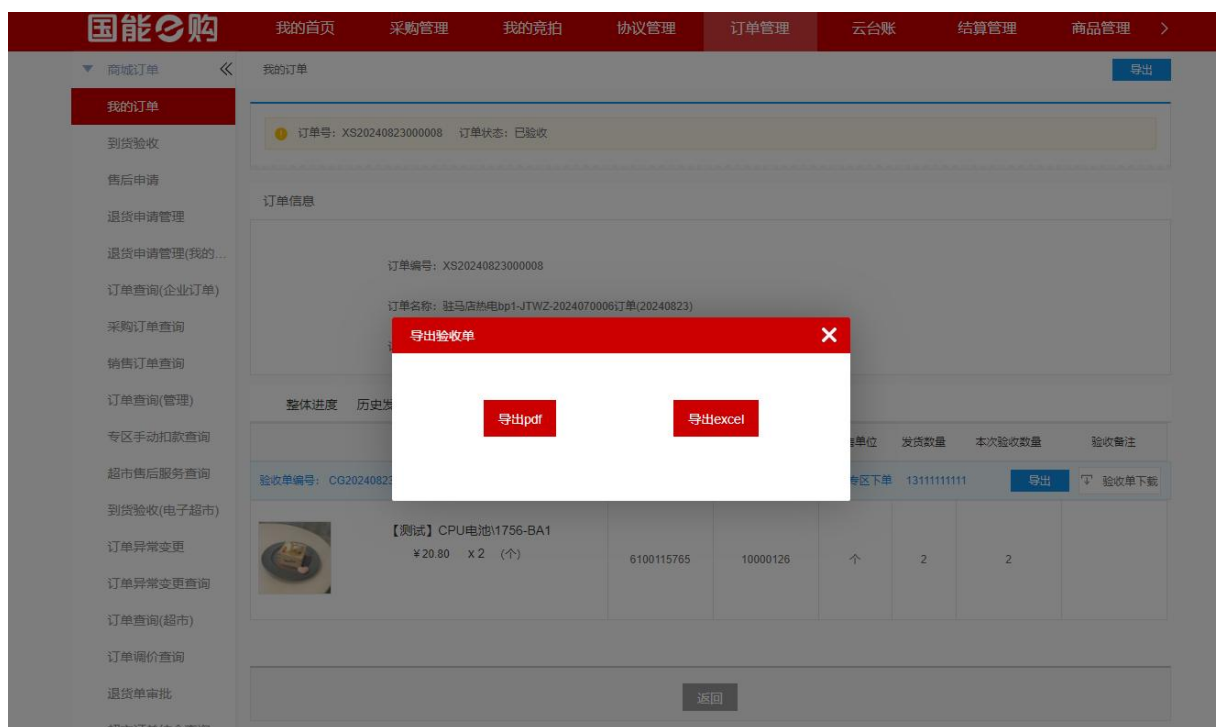 国能e购
我的首页 采购管理 我的竞拍 协议管理 订单管理 云台账 结算管理 商品管理
商城订单
我的订单 导出
我的订单
订单号：XS20240823000008 订单状态：已验收
到货验收
售后申请
订单信息
退货申请管理
退货申请管理(我的...
订单编号：XS20240823000008
订单查询(企业订单)
订单名称：驻马店热电bp1-JTWZ-2024070006订单(20240823)
采购订单查询
导出验收单
销售订单查询
订单查询(管理)
整体进度 历史发
导出pdf 导出excel
专区手动扣款查询
单位 发货数量 本次验收数量 验收备注
超市售后服务查询
验收单编号：CG20240823 专区下单 13111111111 导出 验收单下载
到货验收(电子超市)
【测试】CPU电池\1756-BA1
¥20.80 x 2 (个)
6100115765 10000126 个 2 2
订单异常变更
订单异常变更查询
订单查询(超市)
订单调价查询
退货单审批
返回